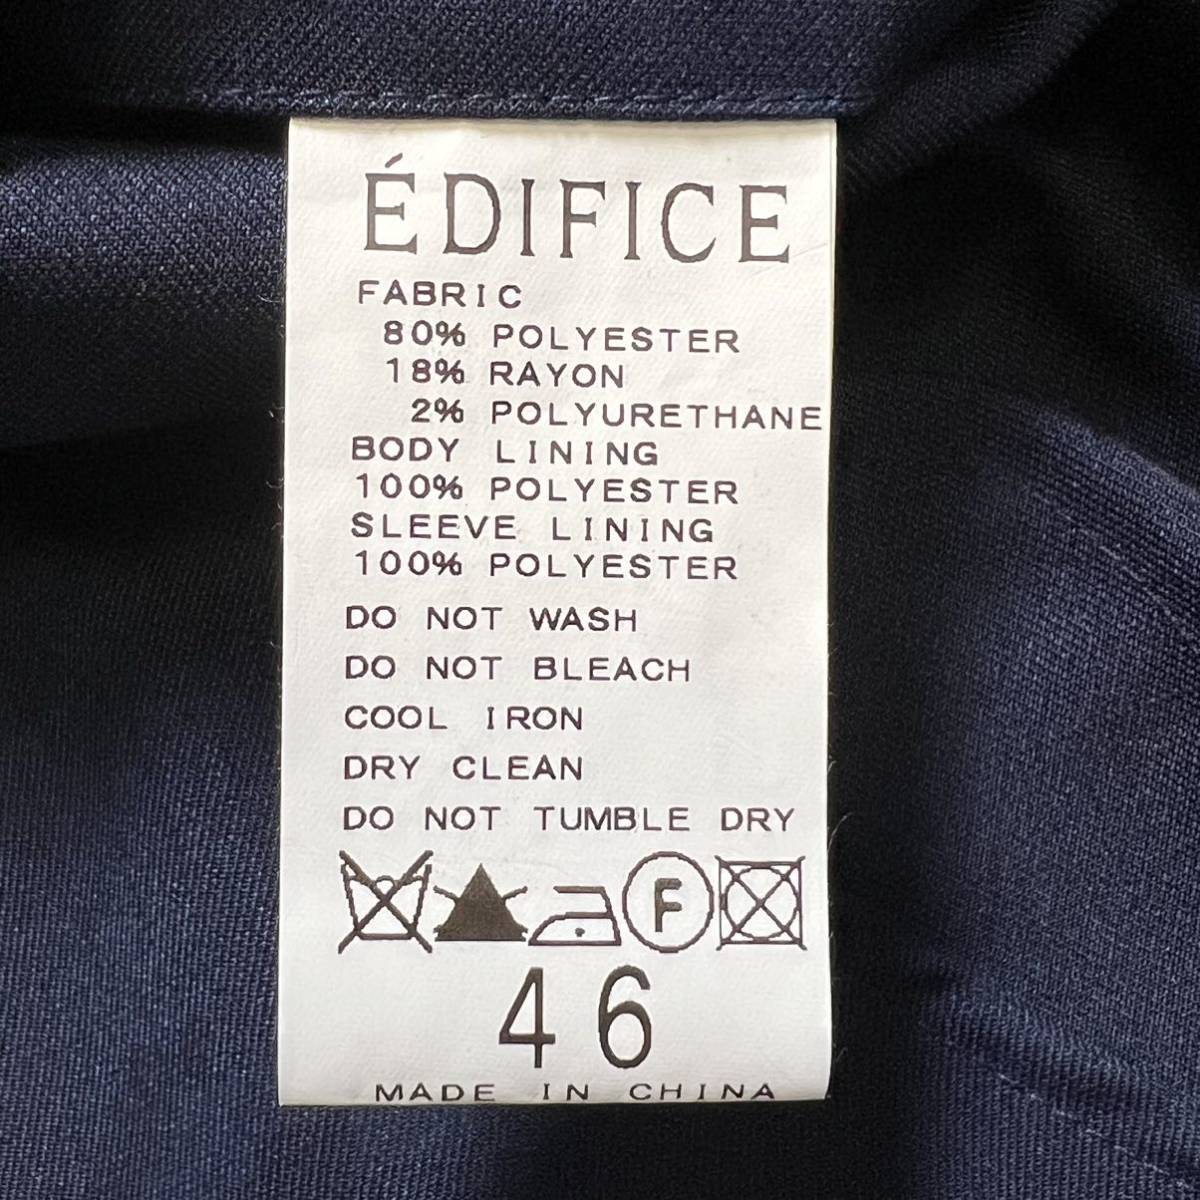 ÉDIFICE
FABRIC
80% POLYESTER
18% RAYON
2% POLYURETHANE
BODY LINING
100% POLYESTER
SLEEVE LINING
100% POLYESTER
DO NOT WASH
DO NOT BLEACH
COOL IRON
DRY CLEAN
DO NOT TUMBLE DRY
F
46
MADE IN CHINA